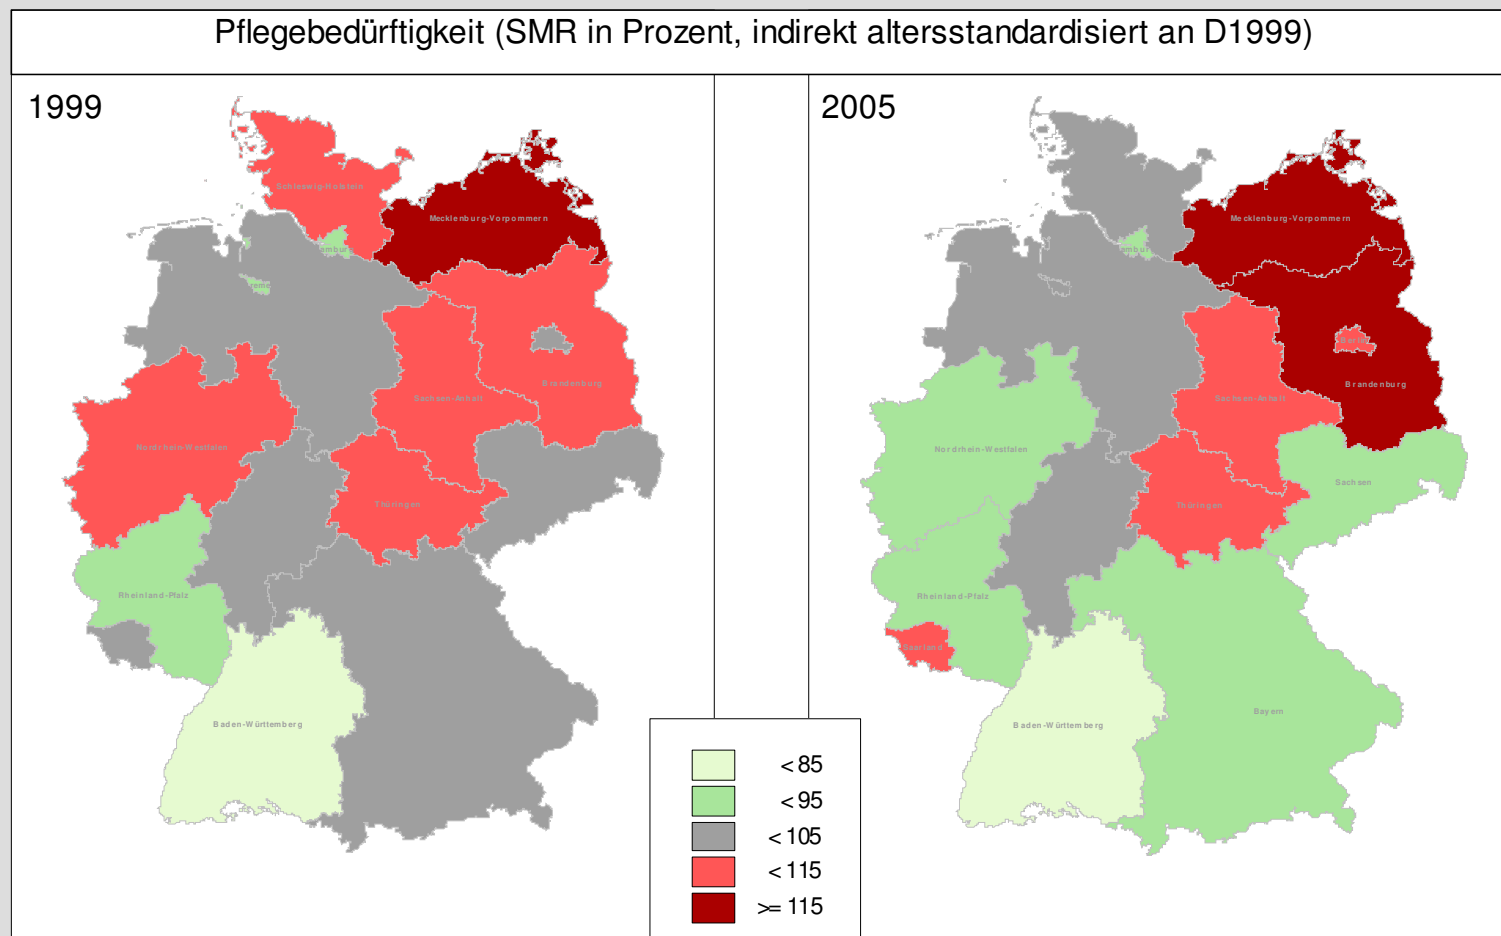 Pflegebedürftigkeit (SMR in Prozent, indirekt altersstandardisiert an D1999)
1999
Schleswig-Holstein
Mecklenburg-Vorpommern
Brandenburg
Sachsen-Anhalt
Nordrhein-Westfalen
Thüringen
Rheinland-Pfalz
Baden-Württemberg
2005
Mecklenburg-Vorpommern
Berlin
Brandenburg
Sachsen-Anhalt
Nordrhein-Westfalen
Sachsen
Thüringen
Rheinland-Pfalz
Saarland
Bayern
Baden-Württemberg
< 85
< 95
< 105
< 115
>= 115